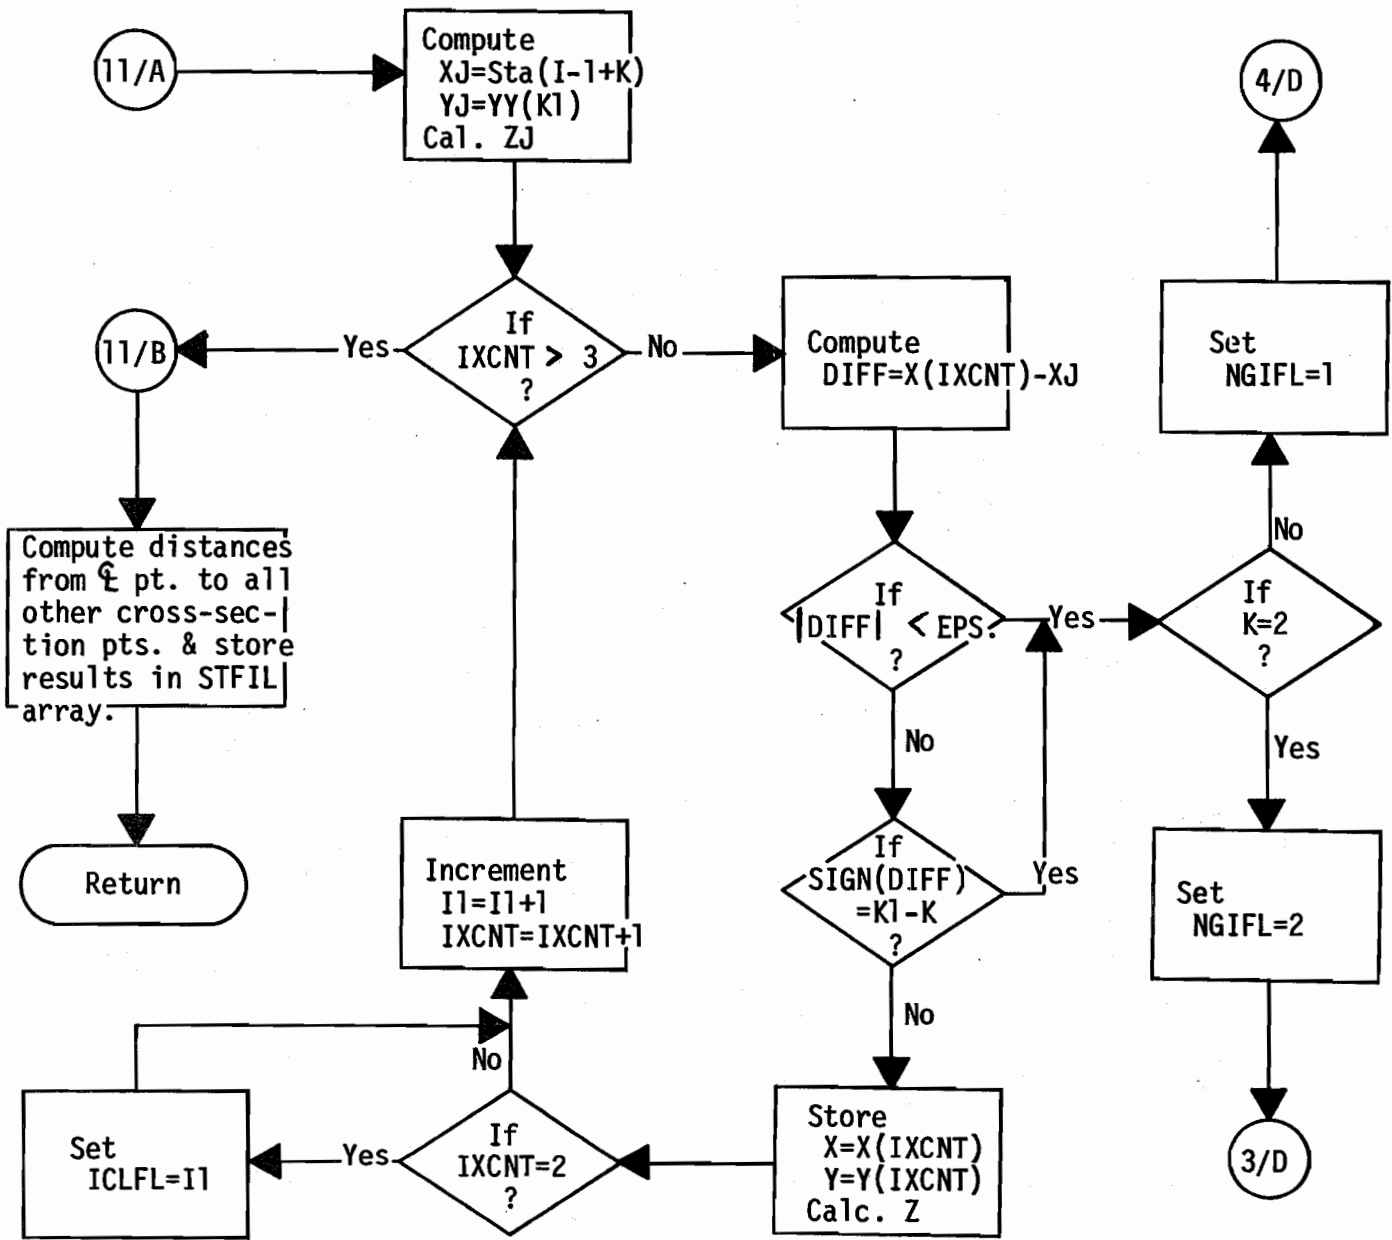 11/A
Compute
XJ=Sta(I-1+K)
YJ=YY(K1)
Cal. ZJ
4/D
11/B
Yes
If
IXCNT > 3
?
No
Compute
DIFF=X(IXCNT)-XJ
Set
NGIFL=1
No
Compute distances
from ℄ pt. to all
other cross-sec-
tion pts. & store
results in STFIL
array.
If
|DIFF| < EPS.
?
Yes
If
K=2
?
No
Yes
Return
Increment
I1=I1+1
IXCNT=IXCNT+1
If
SIGN(DIFF)
=K1-K
?
Yes
Set
NGIFL=2
No
No
Set
ICLFL=I1
Yes
If
IXCNT=2
?
Store
X=X(IXCNT)
Y=Y(IXCNT)
Calc. Z
3/D